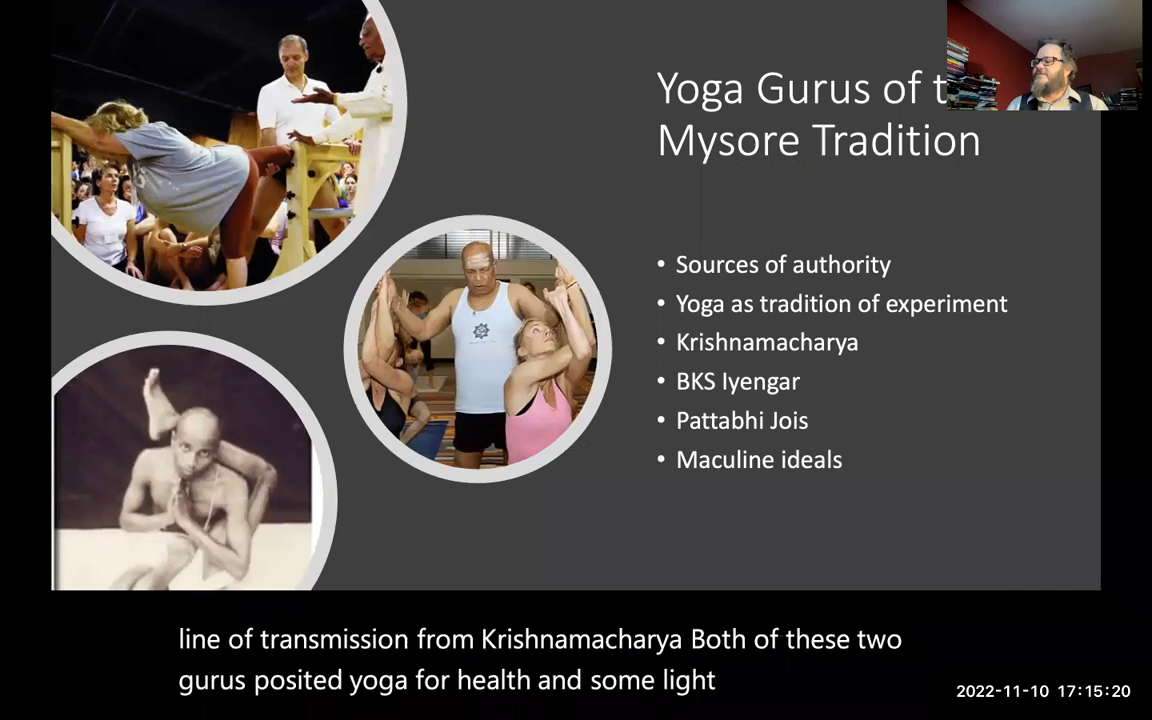 Yoga Gurus of t
Mysore Tradition
• Sources of authority
• Yoga as tradition of experiment
• Krishnamacharya
• BKS Iyengar
• Pattabhi Jois
• Maculine ideals
line of transmission from Krishnamacharya Both of these two
gurus posited yoga for health and some light
2022-11-10 17:15:20